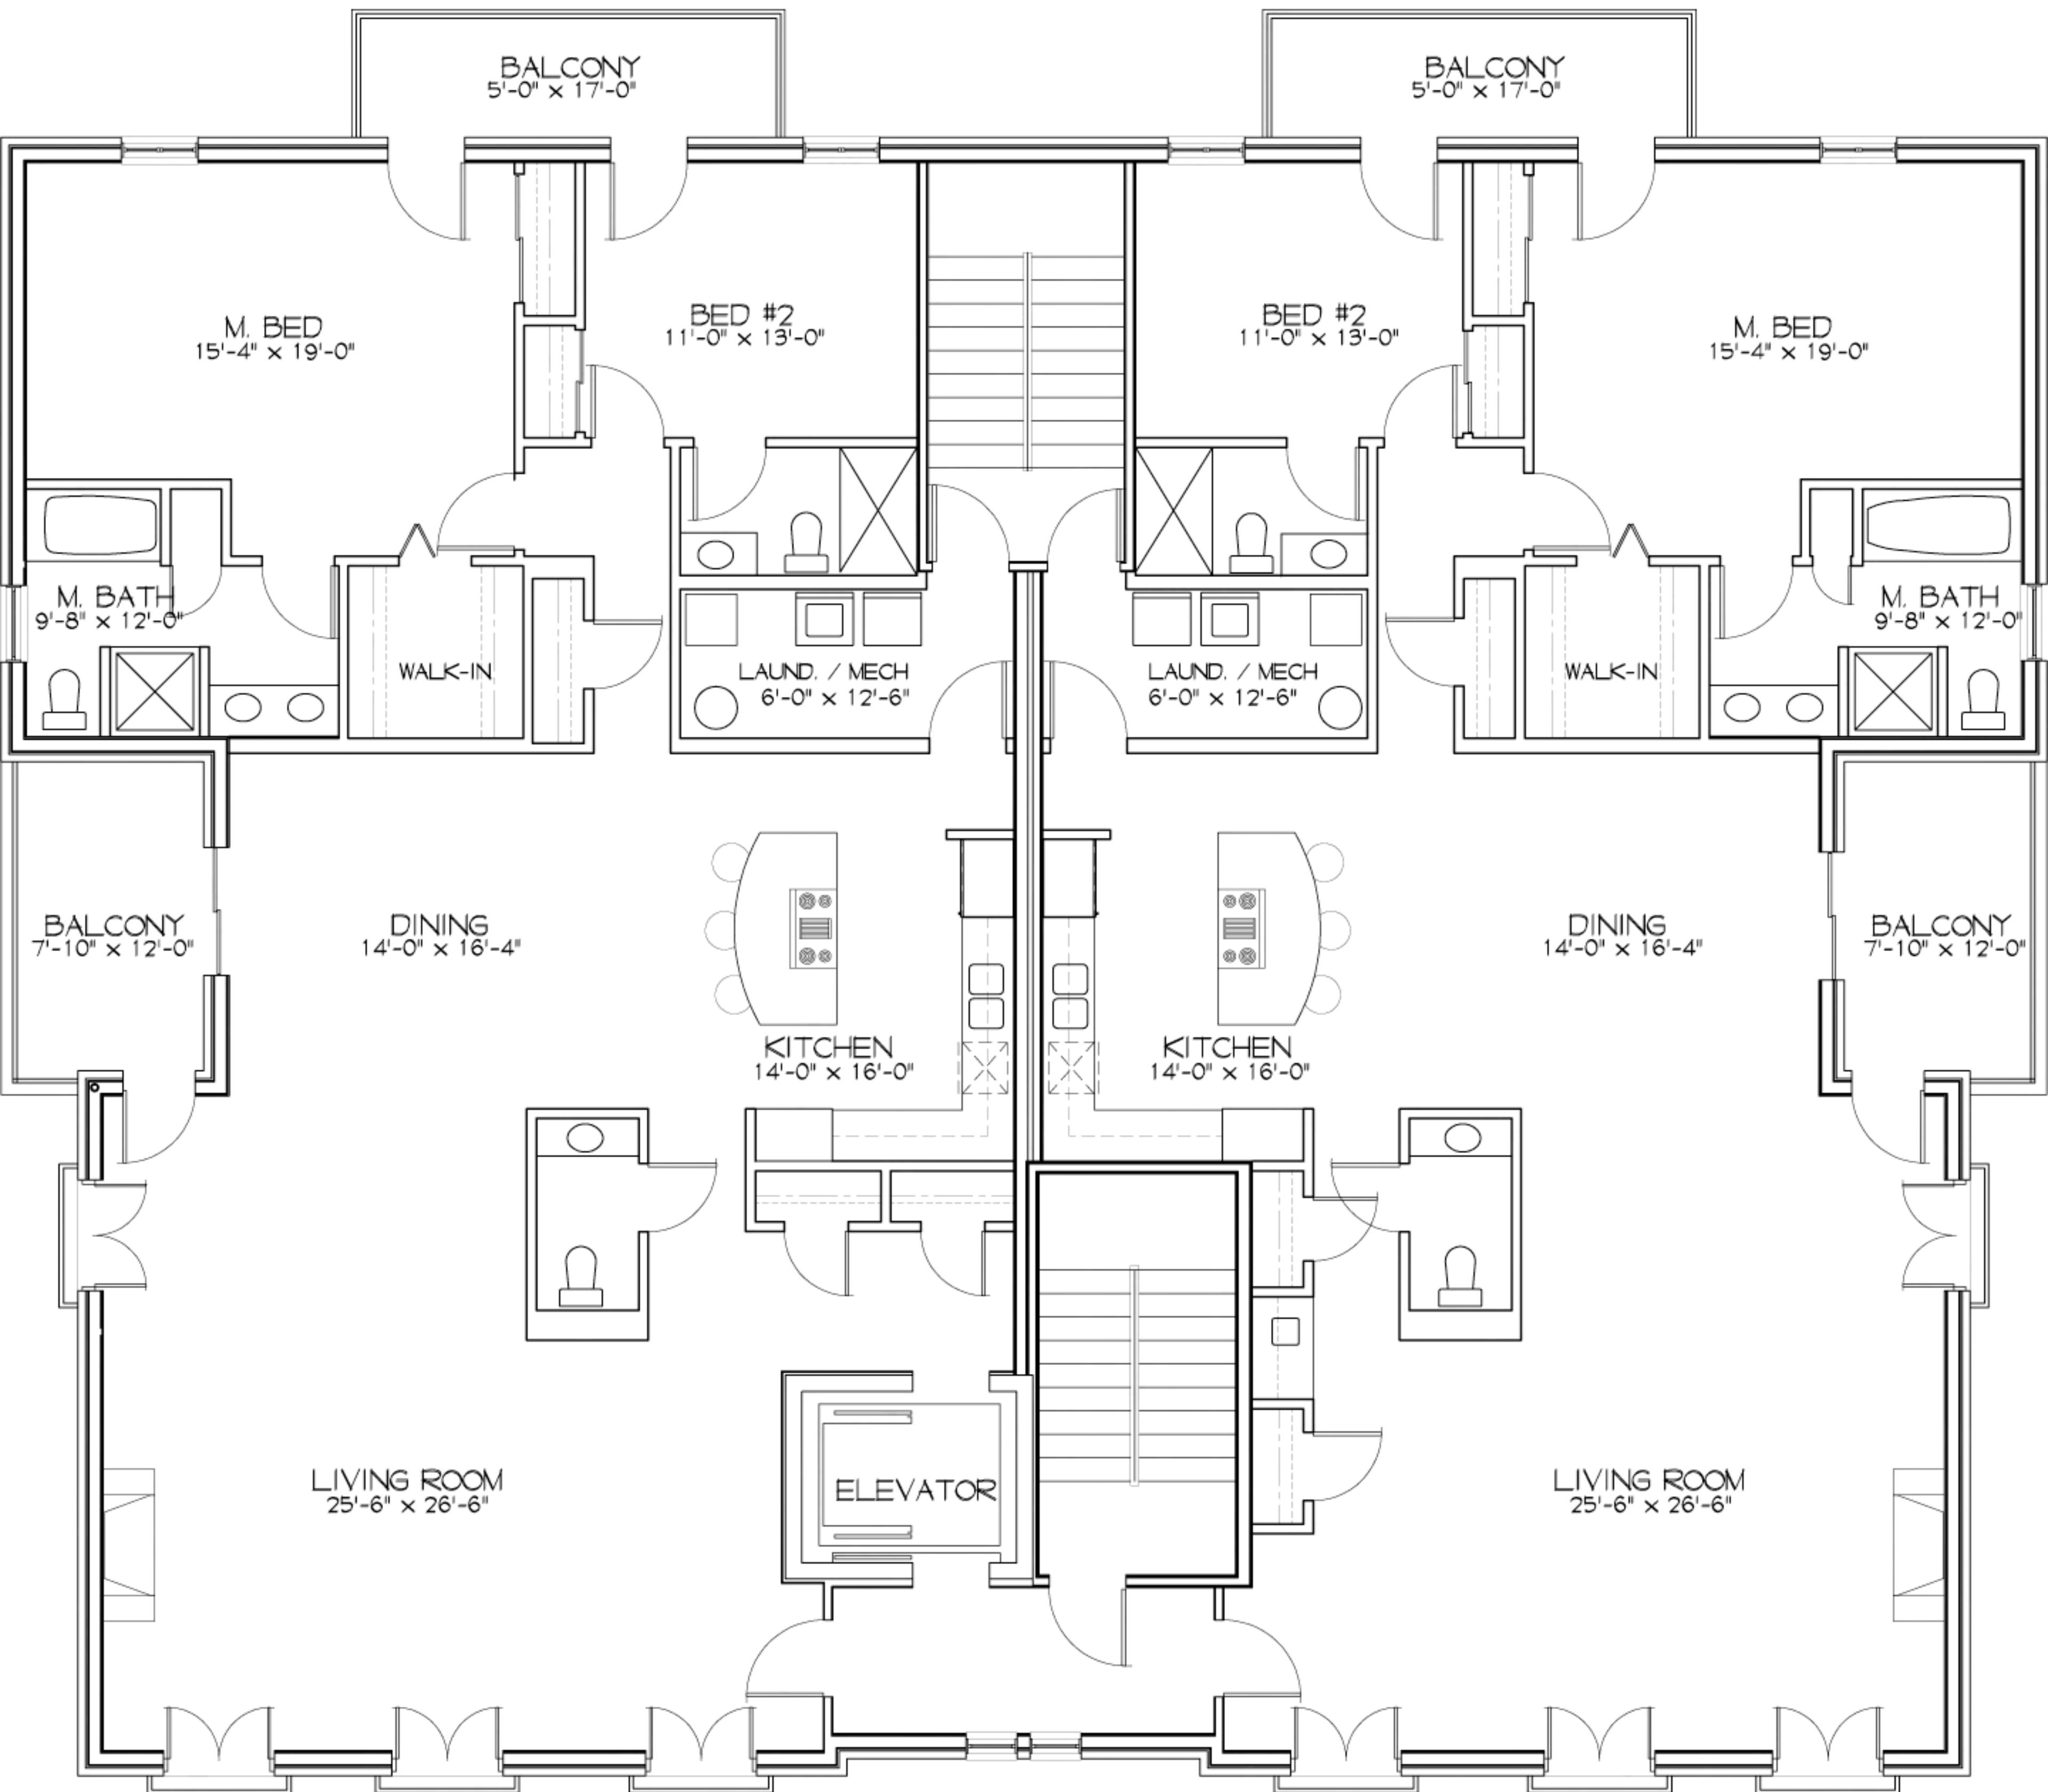 BALCONY
5'-0" x 17'-0"
BALCONY
5'-0" x 17'-0"
M. BED
15'-4" x 19'-0"
BED #2
11'-0" x 13'-0"
BED #2
11'-0" x 13'-0"
M. BED
15'-4" x 19'-0"
M. BATH
9'-8" x 12'-0"
WALK-IN
LAUND. / MECH
6'-0" x 12'-6"
LAUND. / MECH
6'-0" x 12'-6"
WALK-IN
M. BATH
9'-8" x 12'-0"
BALCONY
7'-10" x 12'-0"
DINING
14'-0" x 16'-4"
DINING
14'-0" x 16'-4"
BALCONY
7'-10" x 12'-0"
KITCHEN
14'-0" x 16'-0"
KITCHEN
14'-0" x 16'-0"
LIVING ROOM
25'-6" x 26'-6"
ELEVATOR
LIVING ROOM
25'-6" x 26'-6"